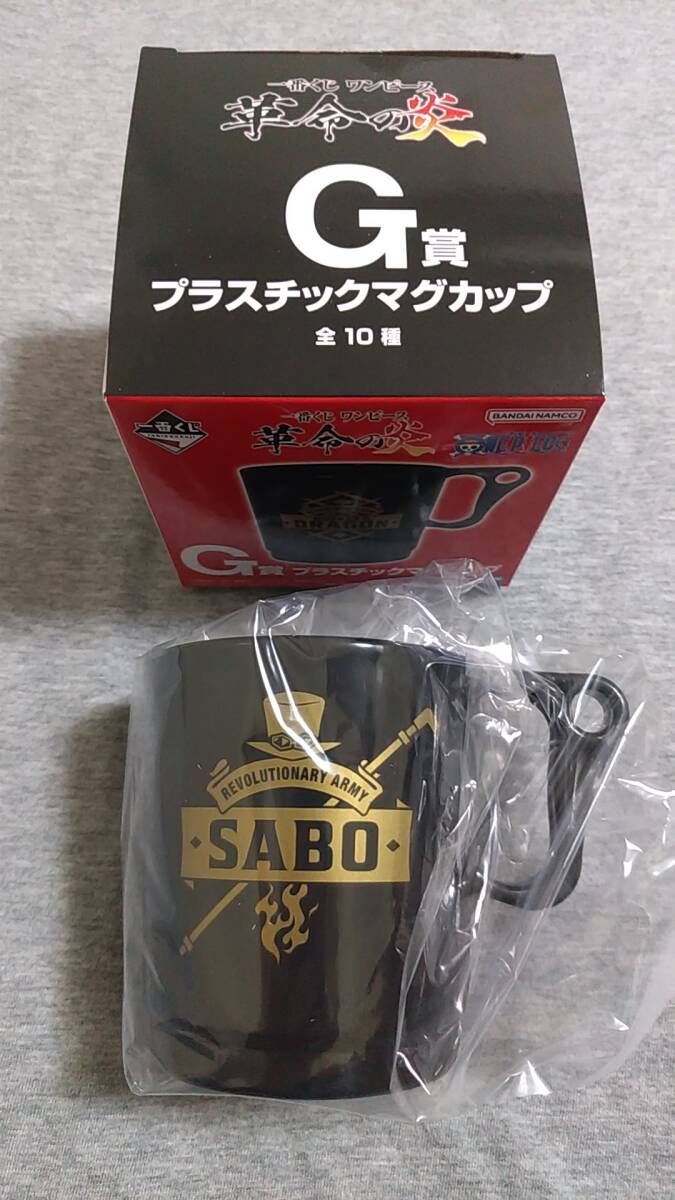 一番くじ ワンピース
革命の炎
G賞
プラスチックマグカップ
全10種
一番くじ
ICHIBANKUJI
一番くじ ワンピース
革命の炎
BANDAI NAMCO
ONE PIECE
DRAGON
G賞 プラスチックマグカップ
REVOLUTIONARY ARMY
SABO